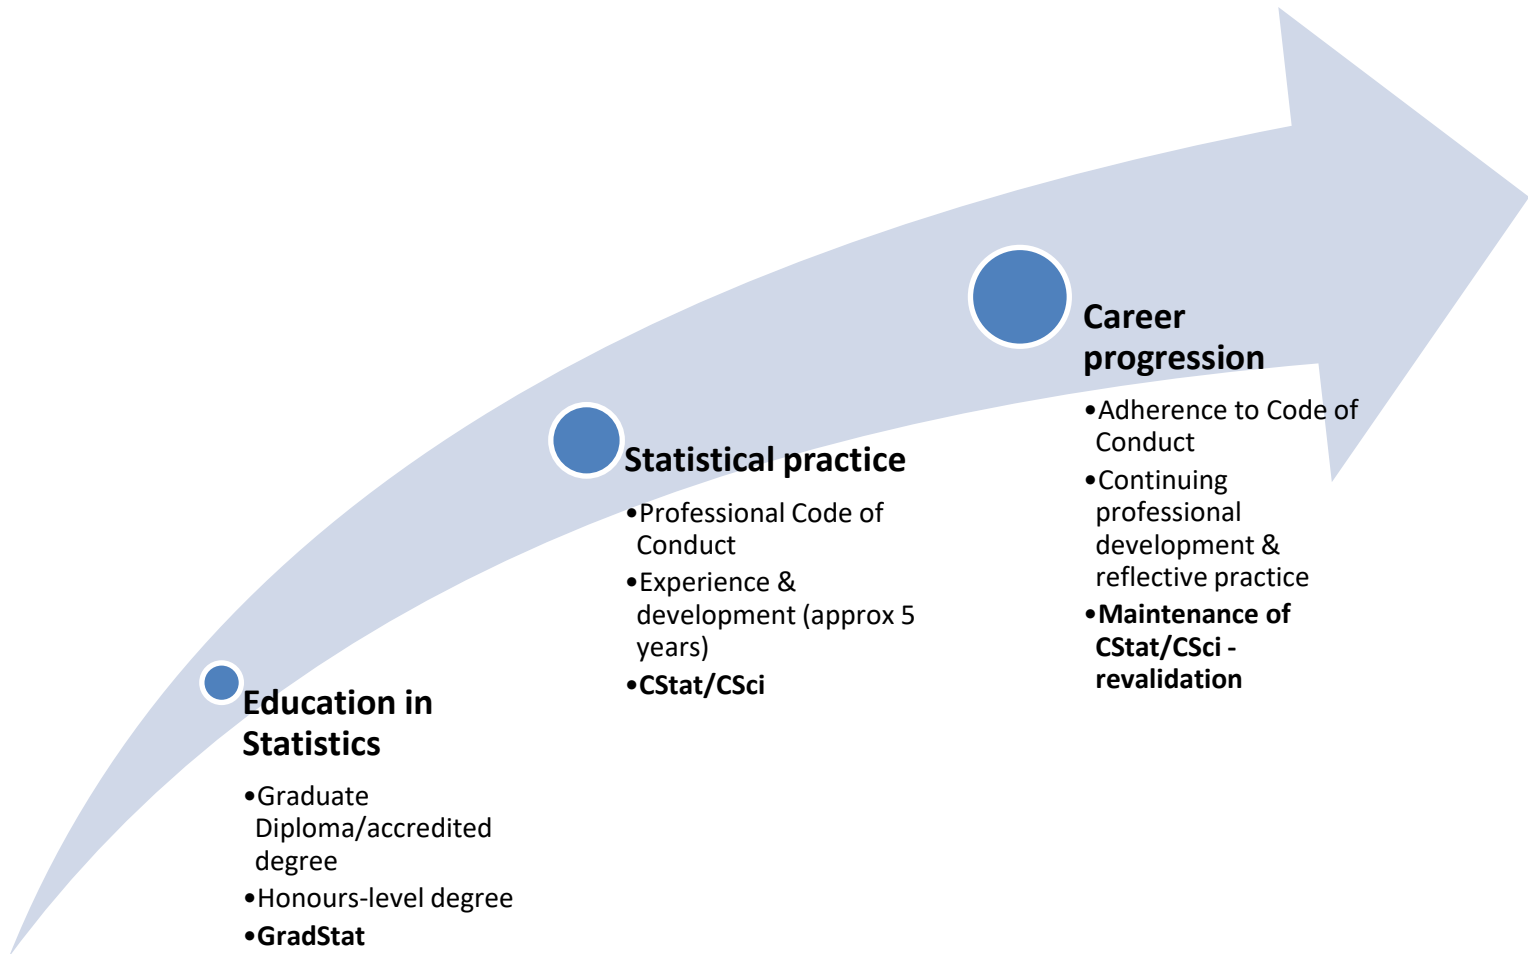 Education in
Statistics
•Graduate
Diploma/accredited
degree
•Honours-level degree
•GradStat
Statistical practice
•Professional Code of
Conduct
•Experience &
development (approx 5
years)
•CStat/CSci
Career
progression
•Adherence to Code of
Conduct
•Continuing
professional
development &
reflective practice
•Maintenance of
CStat/CSci -
revalidation